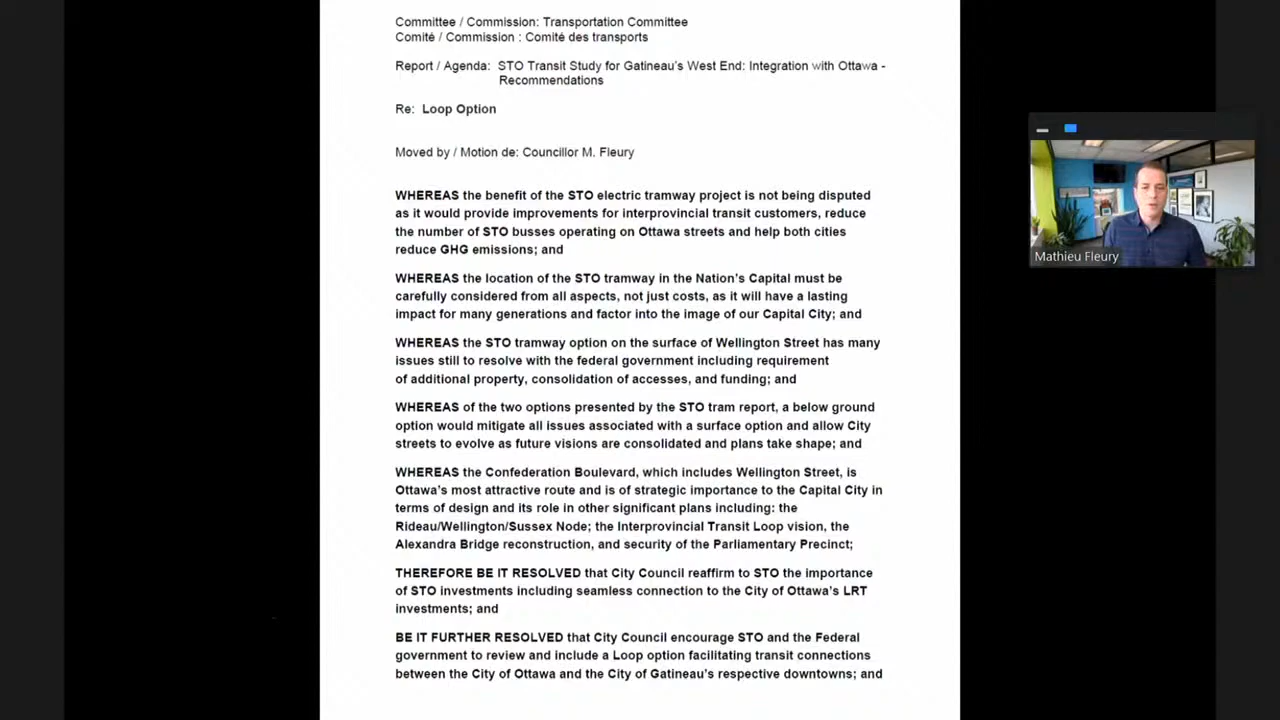 Committee / Commission: Transportation Committee
Comité / Commission : Comité des transports
Report / Agenda: STO Transit Study for Gatineau's West End: Integration with Ottawa -
Recommendations
Re: Loop Option
Moved by / Motion de: Councillor M. Fleury
WHEREAS the benefit of the STO electric tramway project is not being disputed
as it would provide improvements for interprovincial transit customers, reduce
the number of STO busses operating on Ottawa streets and help both cities
reduce GHG emissions; and
WHEREAS the location of the STO tramway in the Nation's Capital must be
carefully considered from all aspects, not just costs, as it will have a lasting
impact for many generations and factor into the image of our Capital City; and
WHEREAS the STO tramway option on the surface of Wellington Street has many
issues still to resolve with the federal government including requirement
of additional property, consolidation of accesses, and funding; and
WHEREAS of the two options presented by the STO tram report, a below ground
option would mitigate all issues associated with a surface option and allow City
streets to evolve as future visions are consolidated and plans take shape; and
WHEREAS the Confederation Boulevard, which includes Wellington Street, is
Ottawa's most attractive route and is of strategic importance to the Capital City in
terms of design and its role in other significant plans including: the
Rideau/Wellington/Sussex Node; the Interprovincial Transit Loop vision, the
Alexandra Bridge reconstruction, and security of the Parliamentary Precinct;
THEREFORE BE IT RESOLVED that City Council reaffirm to STO the importance
of STO investments including seamless connection to the City of Ottawa's LRT
investments; and
BE IT FURTHER RESOLVED that City Council encourage STO and the Federal
government to review and include a Loop option facilitating transit connections
between the City of Ottawa and the City of Gatineau's respective downtowns; and
Mathieu Fleury